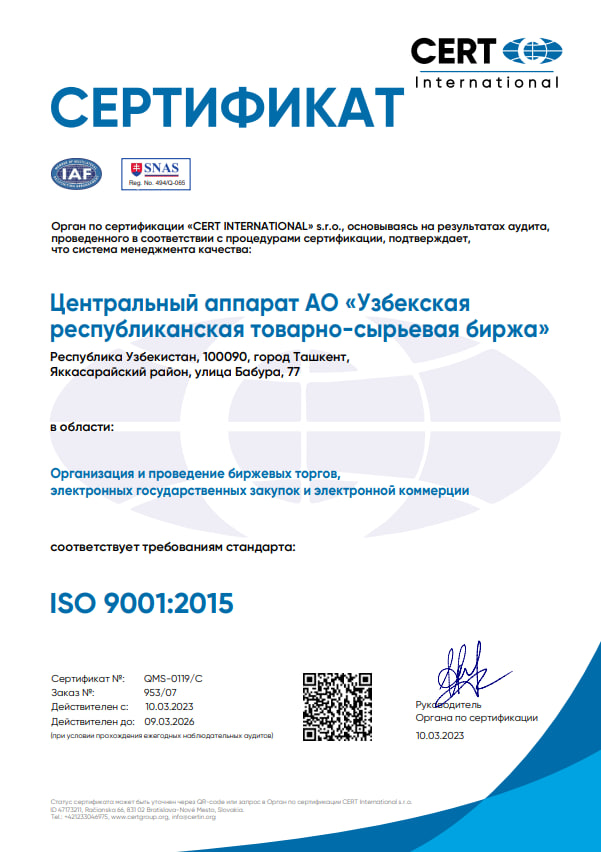 CERT
International
СЕРТИФИКАТ
IAF
SNAS
Reg. No. 494/Q-065
Орган по сертификации «CERT INTERNATIONAL» s.r.o., основываясь на результатах аудита,
проведенного в соответствии с процедурами сертификации, подтверждает,
что система менеджмента качества:
Центральный аппарат АО «Узбекская
республиканская товарно-сырьевая биржа»
Республика Узбекистан, 100090, город Ташкент,
Яккасарайский район, улица Бабура, 77
в области:
Организация и проведение биржевых торгов,
электронных государственных закупок и электронной коммерции
соответствует требованиям стандарта:
ISO 9001:2015
Сертификат №: QMS-0119/C
Заказ №: 953/07
Действителен с: 10.03.2023
Действителен до: 09.03.2026
(при условии прохождения ежегодных наблюдательных аудитов)
Руководитель
Органа по сертификации
10.03.2023
Статус сертификата может быть уточнен через QR-code или запрос в Орган по сертификации CERT International s.r.o.
ID 47173211, Račianska 66, 831 02 Bratislava-Nové Mesto, Slovakia.
Tel.: +421233046975, www.certgroup.org, info@certin.org